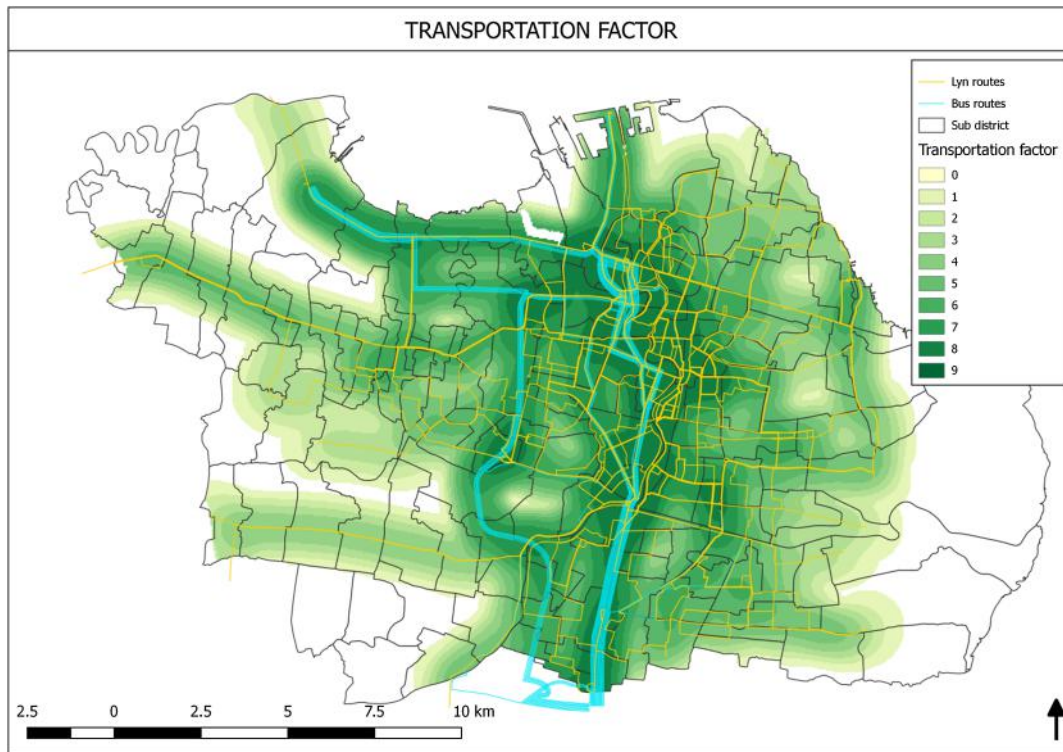 TRANSPORTATION FACTOR
Lyn routes
Bus routes
Sub district
Transportation factor
0
1
2
3
4
5
6
7
8
9
2.5 0 2.5 5 7.5 10 km